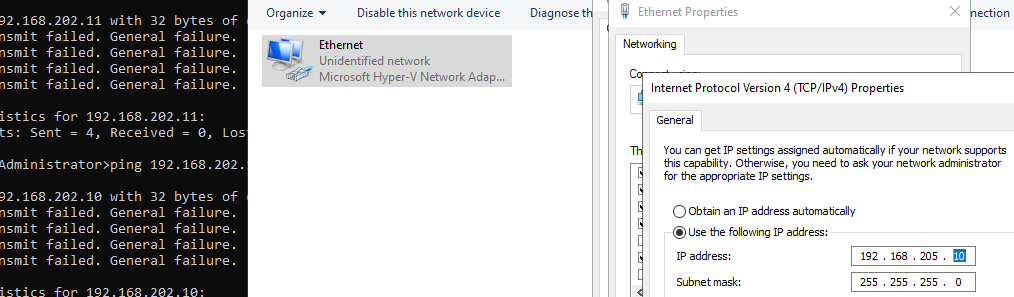 92.168.202.11 with 32 bytes of
nsmit failed. General failure.
nsmit failed. General failure.
nsmit failed. General failure.
nsmit failed. General failure.
istics for 192.168.202.11:
ts: Sent = 4, Received = 0, Los
Administrator>ping 192.168.202.
92.168.202.10 with 32 bytes of
nsmit failed. General failure.
nsmit failed. General failure.
nsmit failed. General failure.
nsmit failed. General failure.
istics for 192.168.202.10:
Organize Disable this network device Diagnose th
Ethernet
Unidentified network
Microsoft Hyper-V Network Adap...
Ethernet Properties
nnection
Networking
Connect using:
Th
Internet Protocol Version 4 (TCP/IPv4) Properties
General
You can get IP settings assigned automatically if your network supports
this capability. Otherwise, you need to ask your network administrator
for the appropriate IP settings.
Obtain an IP address automatically
Use the following IP address:
IP address: 192 . 168 . 205 . 10
Subnet mask: 255 . 255 . 255 . 0